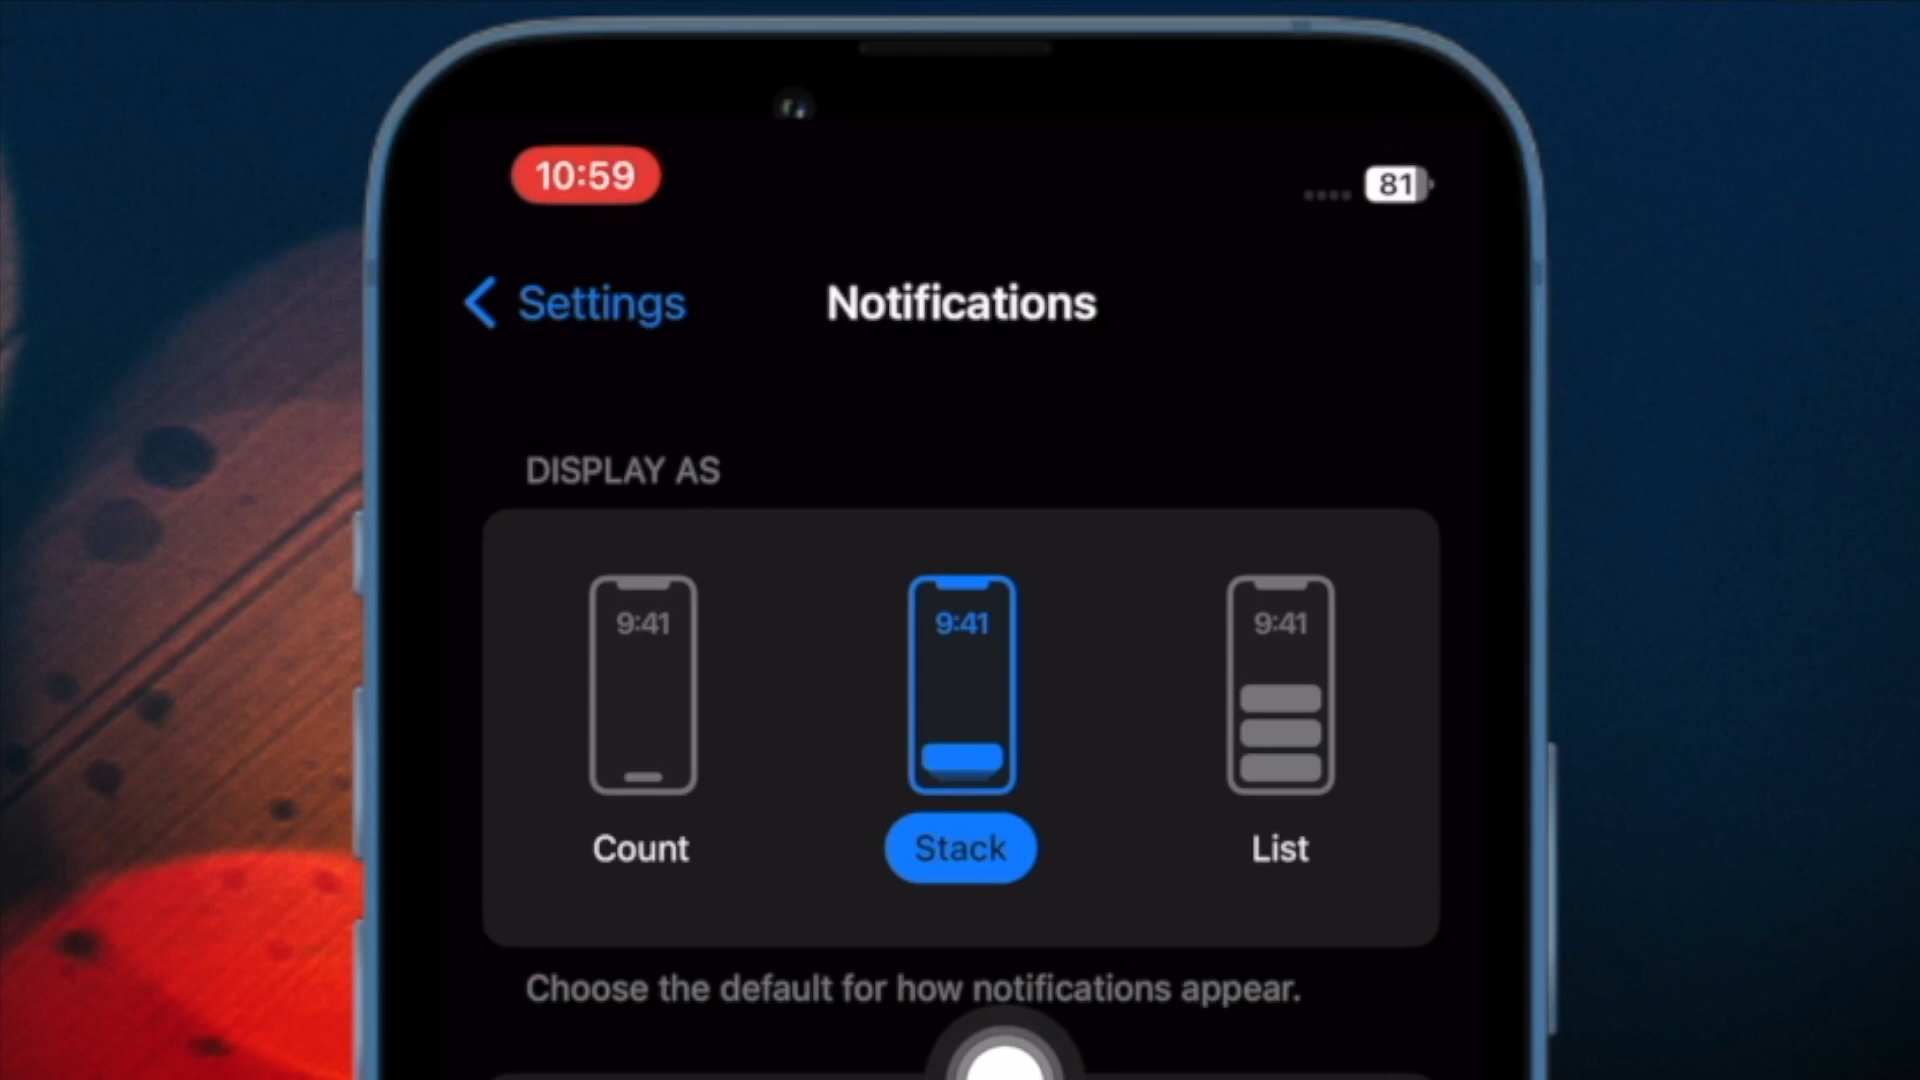 10:59
81
Settings
Notifications
DISPLAY AS
9:41
9:41
9:41
Count
Stack
List
Choose the default for how notifications appear.